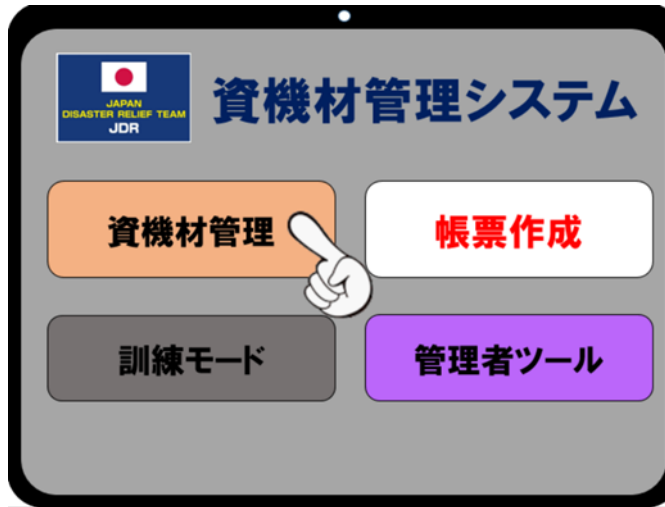 JAPAN
DISASTER RELIEF TEAM
JDR
資機材管理システム
資機材管理
帳票作成
訓練モード
管理者ツール